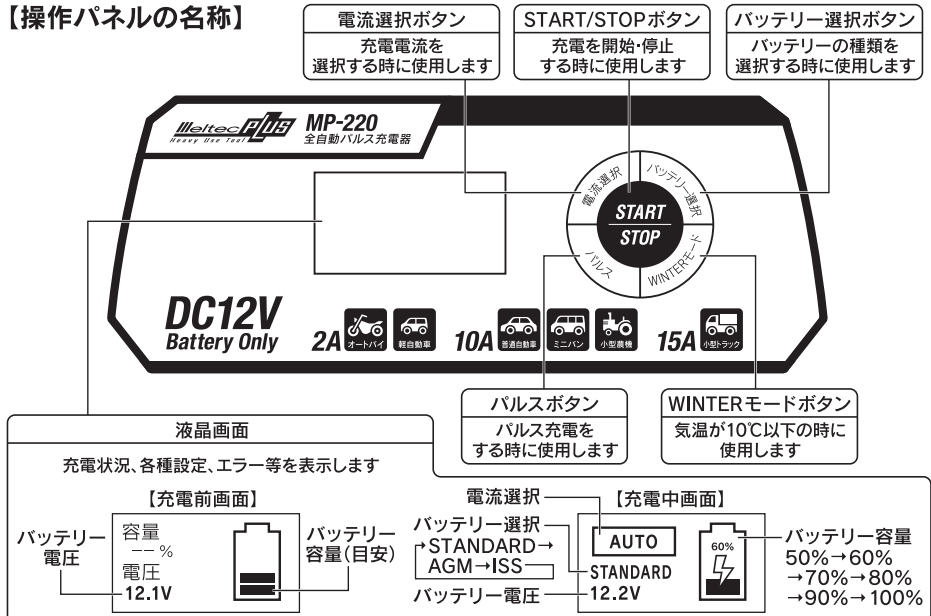 【操作パネルの名称】
電流選択ボタン
充電電流を
選択する時に使用します
START/STOPボタン
充電を開始・停止
する時に使用します
バッテリー選択ボタン
バッテリーの種類を
選択する時に使用します
Meltec PLUS
Heavy Use Tool
MP-220
全自動パルス充電器
電流選択
バッテリー選択
START
STOP
パルス
WINTERモード
DC12V
Battery Only
2A
オートバイ
軽自動車
10A
普通自動車
ミニバン
小型農機
15A
小型トラック
パルスボタン
パルス充電を
する時に使用します
WINTERモードボタン
気温が10℃以下の時に
使用します
液晶画面
充電状況、各種設定、エラー等を表示します
【充電前画面】
バッテリー
電圧
容量
--%
電圧
12.1V
バッテリー
容量(目安)
【充電中画面】
電流選択
バッテリー選択
→STANDARD→
AGM→ISS
バッテリー電圧
AUTO
STANDARD
12.2V
60%
バッテリー容量
50%→60%
→70%→80%
→90%→100%